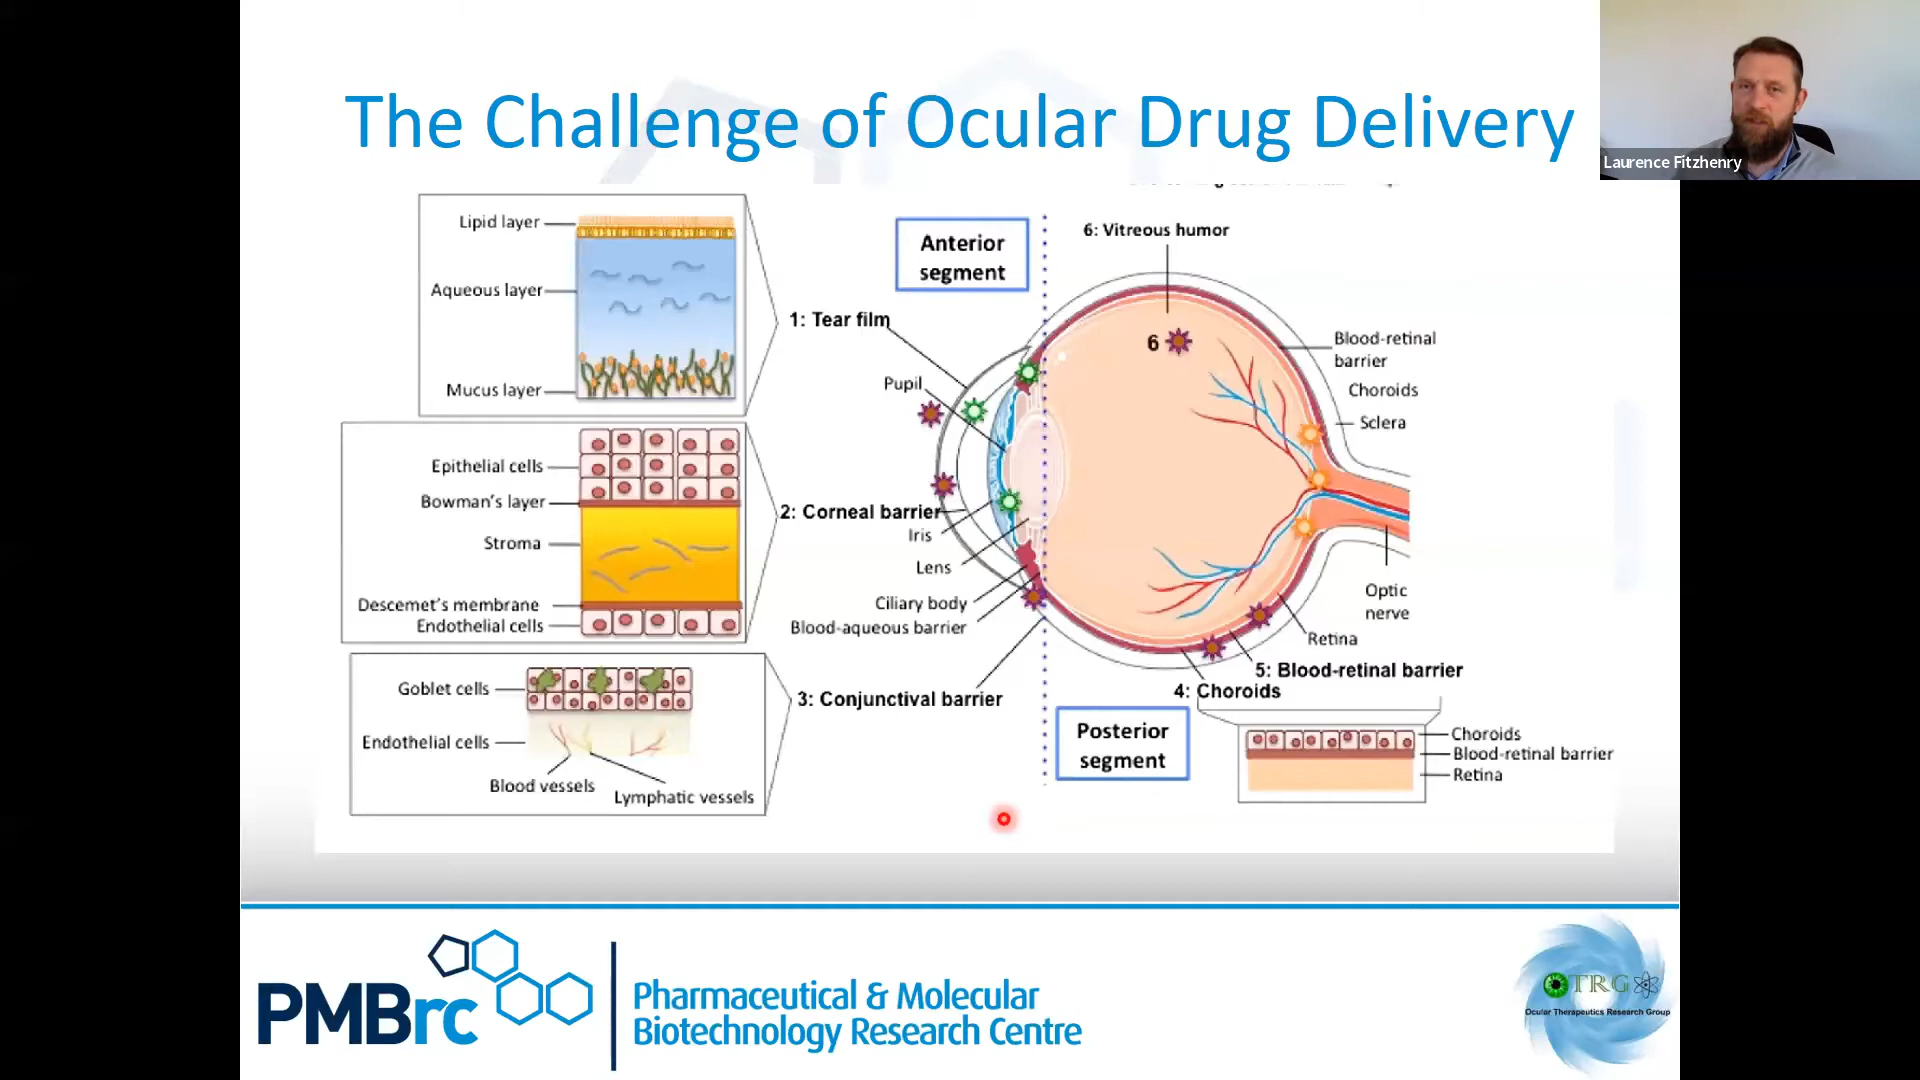 The Challenge of Ocular Drug Delivery
Laurence Fitzhenry
Lipid layer
Aqueous layer
Mucus layer
Epithelial cells
Bowman's layer
Stroma
Descemet's membrane
Endothelial cells
Goblet cells
Endothelial cells
Blood vessels
Lymphatic vessels
Anterior
segment
1: Tear film
Pupil
2: Corneal barrier
Iris
Lens
Ciliary body
Blood-aqueous barrier
3: Conjunctival barrier
6: Vitreous humor
6
Blood-retinal
barrier
Choroids
Sclera
Optic
nerve
Retina
5: Blood-retinal barrier
4: Choroids
Posterior
segment
Choroids
Blood-retinal barrier
Retina
PMBrc
Pharmaceutical & Molecular
Biotechnology Research Centre
OTRG
Ocular Therapeutics Research Group